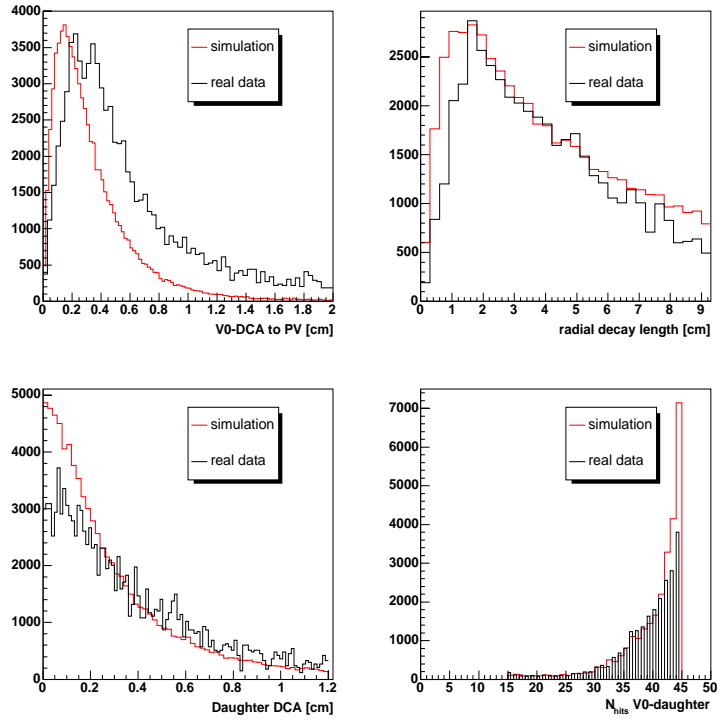 4000
3500
3000
2500
2000
1500
1000
500
0
0 0.2 0.4 0.6 0.8 1 1.2 1.4 1.6 1.8 2
V0-DCA to PV [cm]
simulation
real data
2500
2000
1500
1000
500
0
0 1 2 3 4 5 6 7 8 9
radial decay length [cm]
simulation
real data
5000
4000
3000
2000
1000
0
0 0.2 0.4 0.6 0.8 1 1.2
Daughter DCA [cm]
simulation
real data
7000
6000
5000
4000
3000
2000
1000
0
0 5 10 15 20 25 30 35 40 45 50
Nhits V0-daughter
simulation
real data